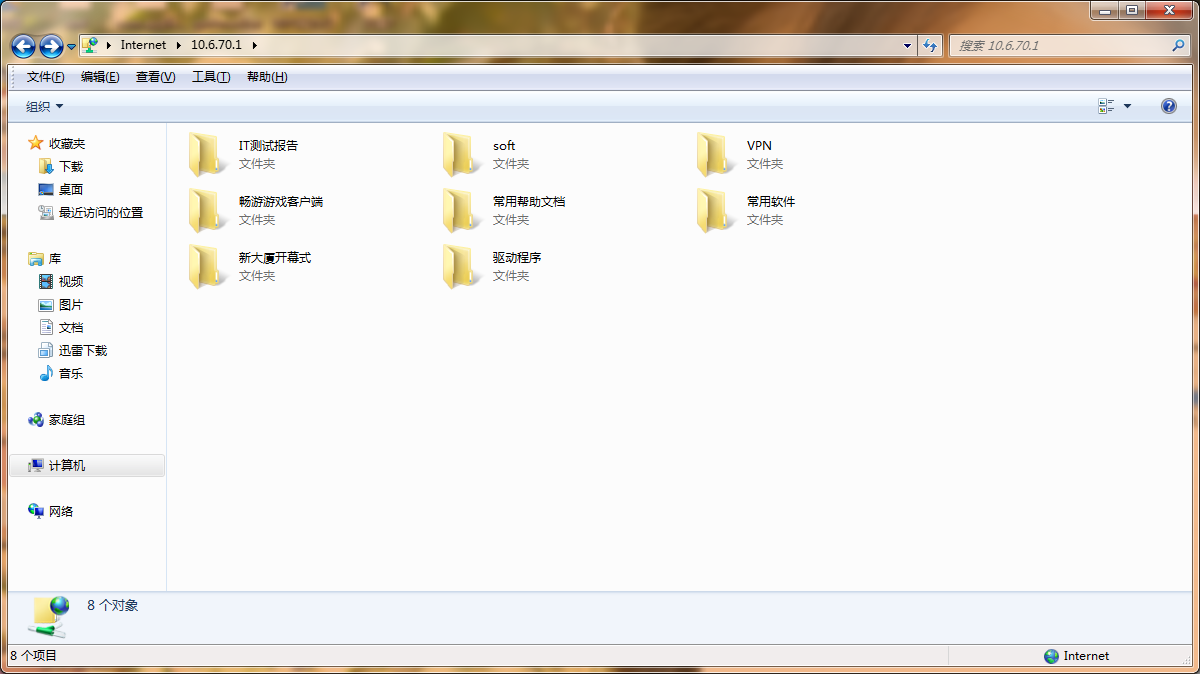 Internet 10.6.70.1
搜索 10.6.70.1
文件(F) 编辑(E) 查看(V) 工具(T) 帮助(H)
组织
收藏夹
下载
桌面
最近访问的位置
库
视频
图片
文档
迅雷下载
音乐
家庭组
计算机
网络
IT测试报告
文件夹
soft
文件夹
VPN
文件夹
畅游游戏客户端
文件夹
常用帮助文档
文件夹
常用软件
文件夹
新大厦开幕式
文件夹
驱动程序
文件夹
8 个对象
8 个项目
Internet